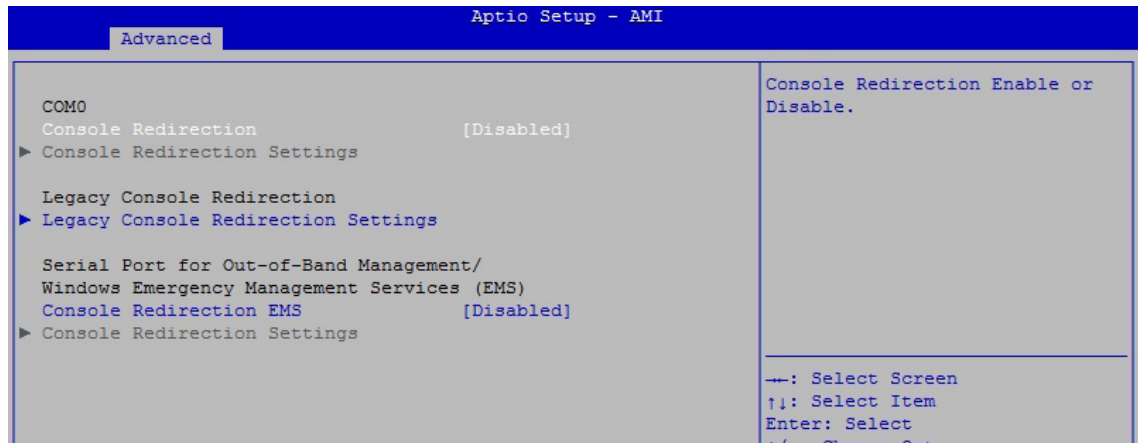 Aptio Setup - AMI
Advanced
COM0
Console Redirection [Disabled]
► Console Redirection Settings
Legacy Console Redirection
► Legacy Console Redirection Settings
Serial Port for Out-of-Band Management/
Windows Emergency Management Services (EMS)
Console Redirection EMS [Disabled]
► Console Redirection Settings
Console Redirection Enable or
Disable.
→←: Select Screen
↑↓: Select Item
Enter: Select